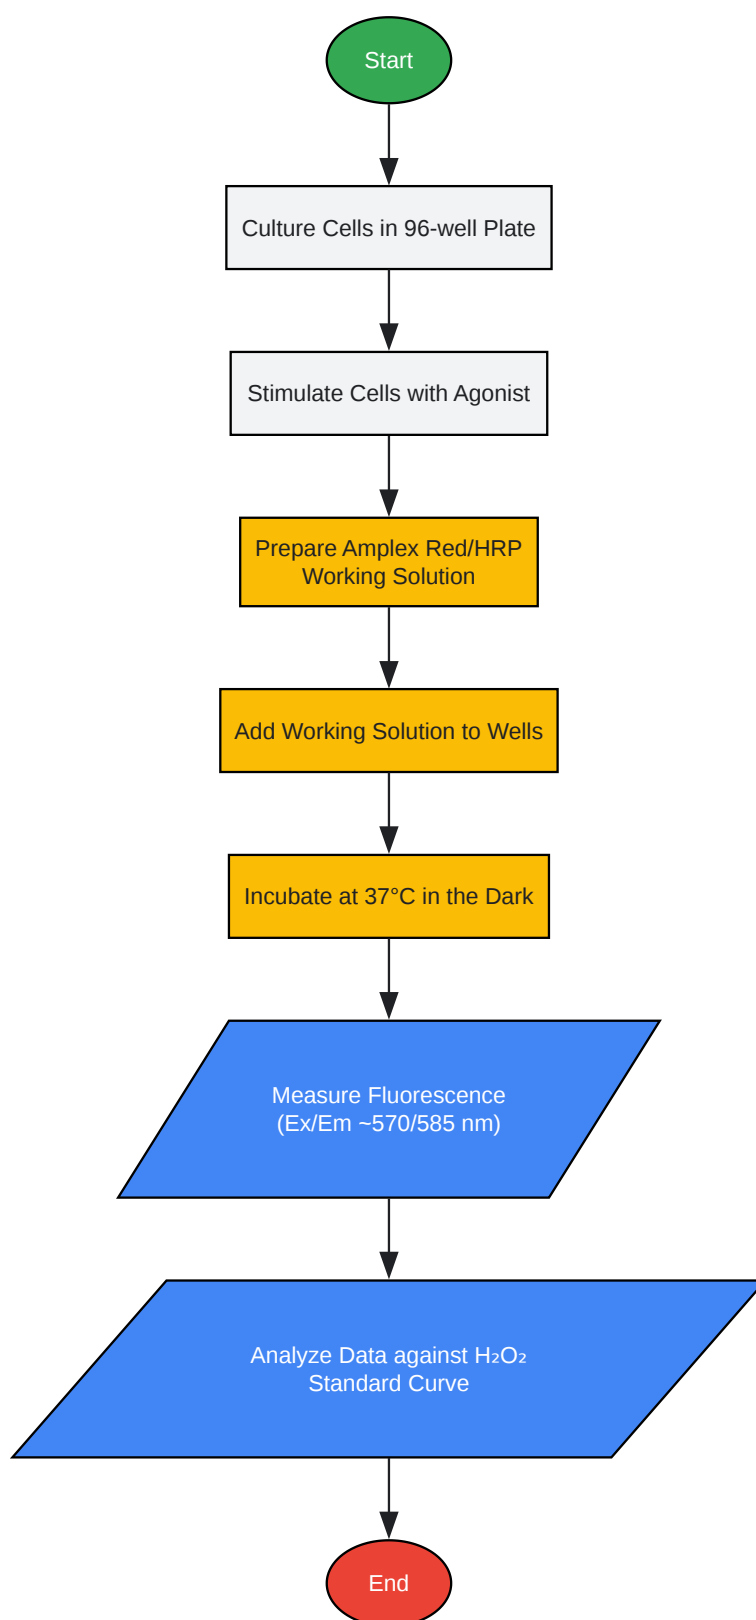 Start
Culture Cells in 96-well Plate
Stimulate Cells with Agonist
Prepare Amplex Red/HRP
Working Solution
Add Working Solution to Wells
Incubate at 37°C in the Dark
Measure Fluorescence
(Ex/Em ~570/585 nm)
Analyze Data against H₂O₂
Standard Curve
End